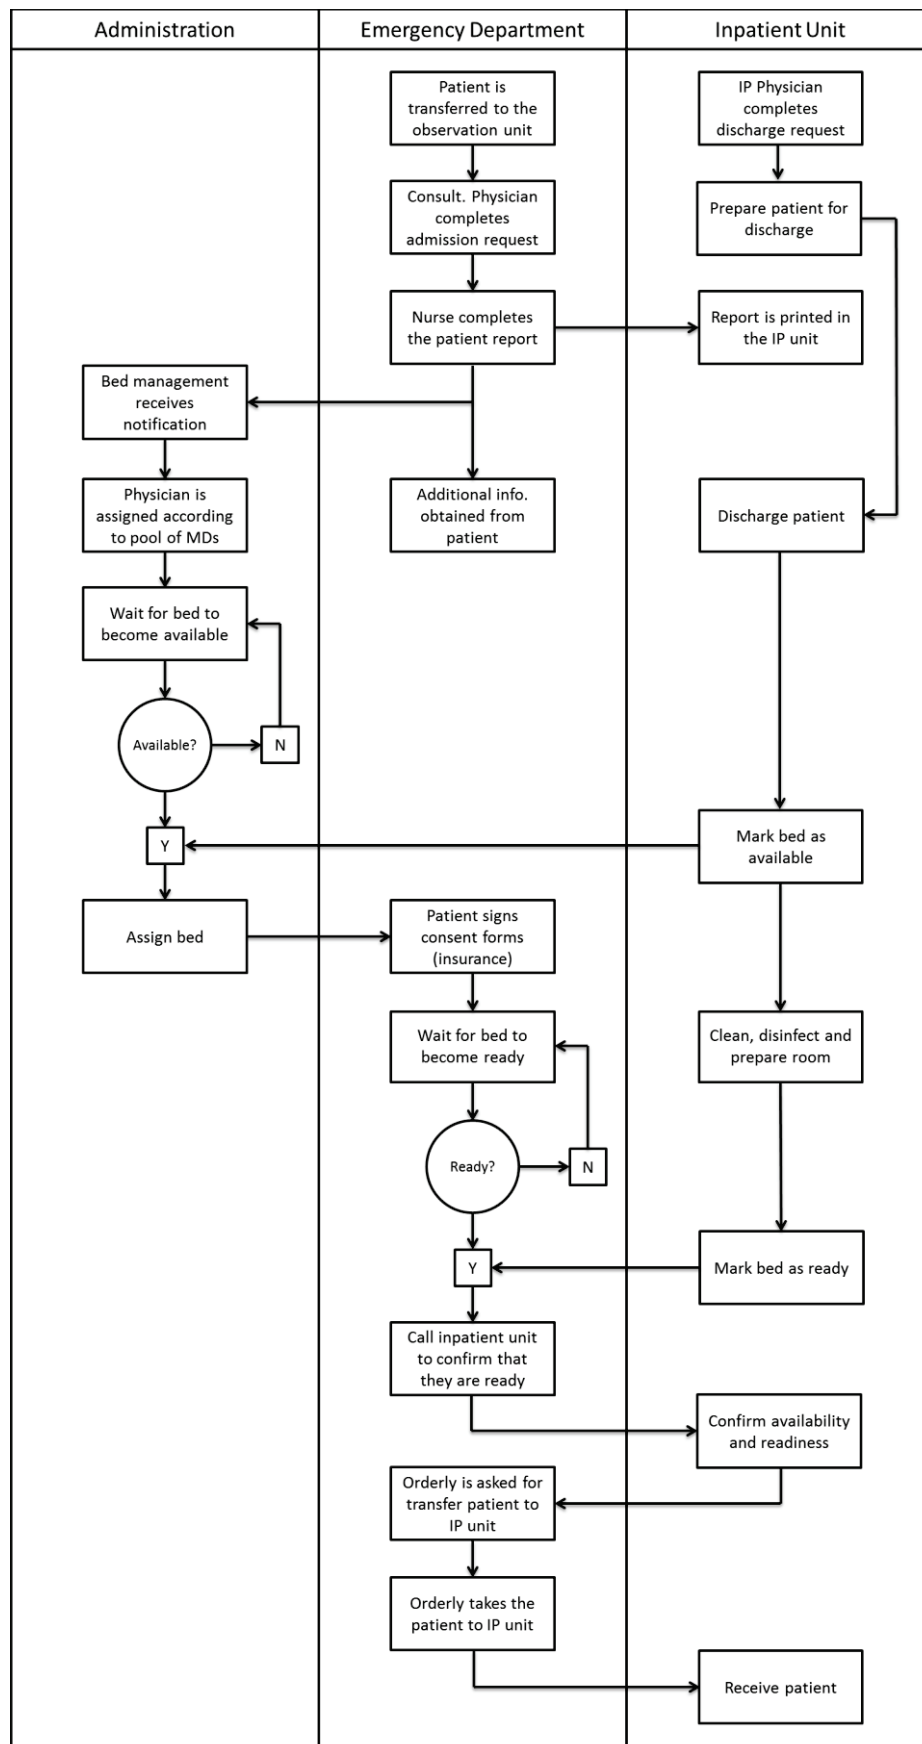 Administration
Emergency Department
Inpatient Unit
Patient is
transferred to the
observation unit
IP Physician
completes
discharge request
Consult. Physician
completes
admission request
Prepare patient for
discharge
Nurse completes
the patient report
Report is printed in
the IP unit
Bed management
receives
notification
Physician is
assigned according
to pool of MDs
Additional info.
obtained from
patient
Discharge patient
Wait for bed to
become available
Available?
N
Y
Mark bed as
available
Assign bed
Patient signs
consent forms
(insurance)
Wait for bed to
become ready
Clean, disinfect and
prepare room
Ready?
N
Y
Mark bed as ready
Call inpatient unit
to confirm that
they are ready
Confirm availability
and readiness
Orderly is asked for
transfer patient to
IP unit
Orderly takes the
patient to IP unit
Receive patient